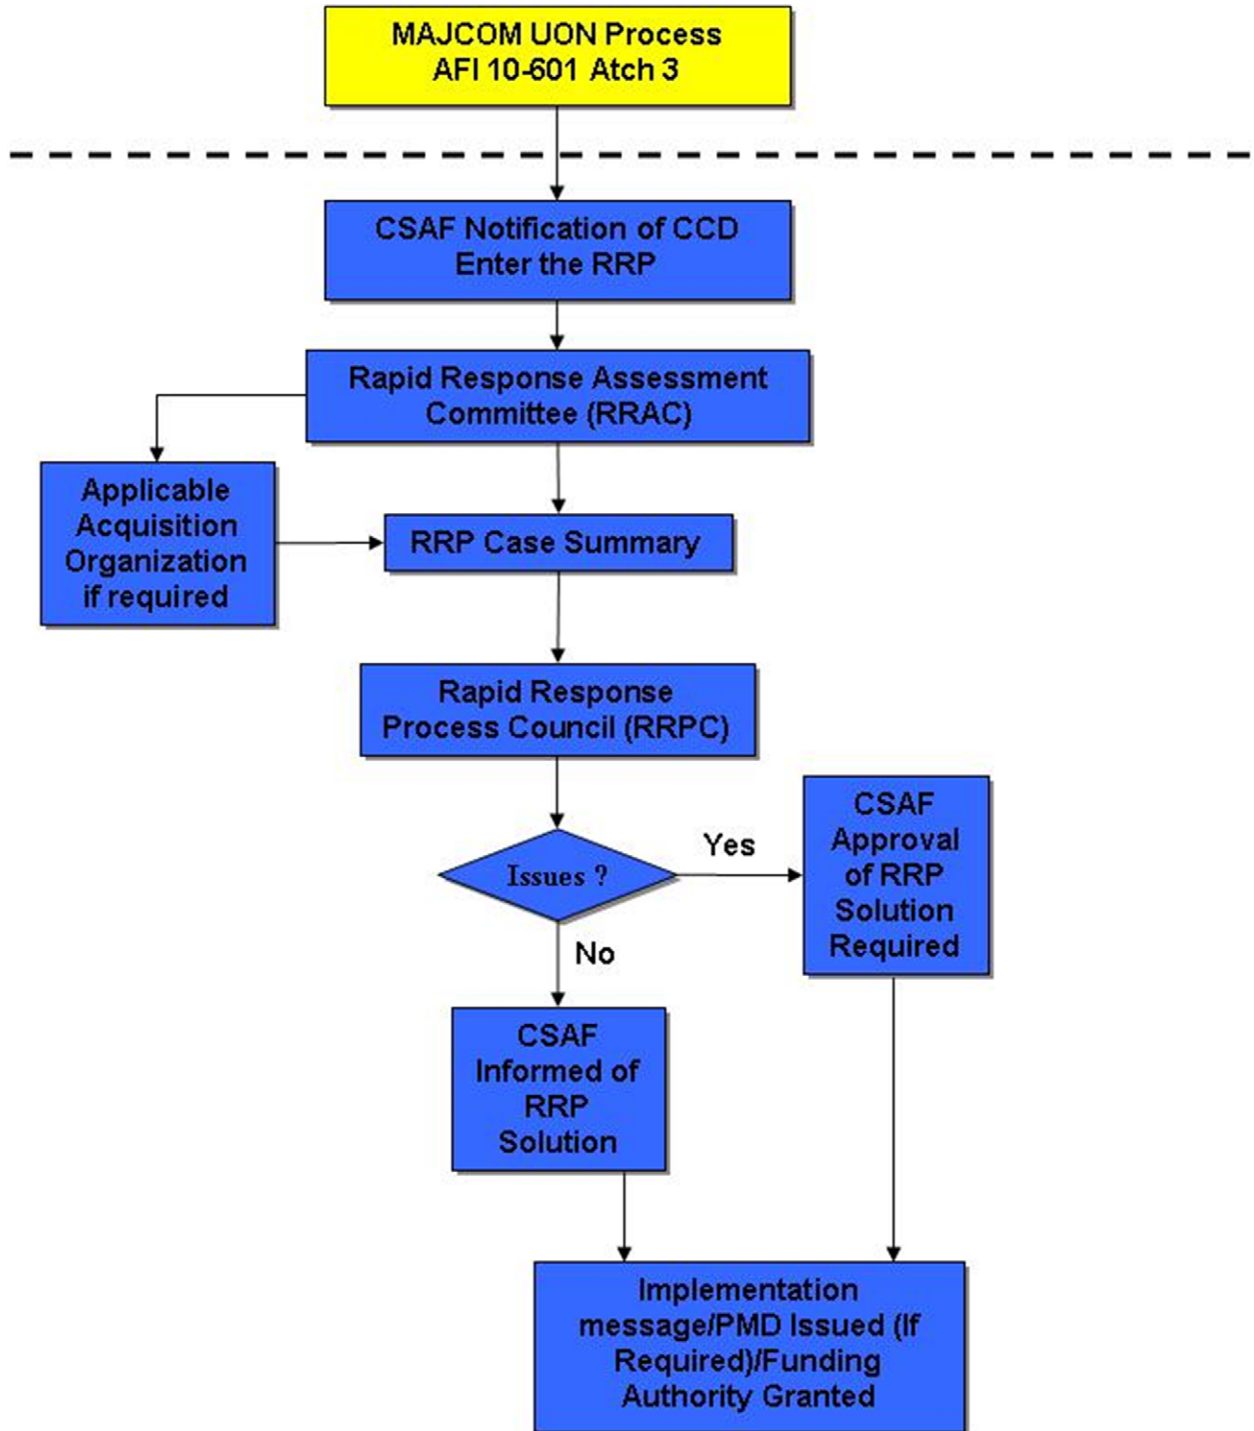 MAJCOM UON Process
AFI 10-601 Atch 3
CSAF Notification of CCD
Enter the RRP
Rapid Response Assessment
Committee (RRAC)
Applicable
Acquisition
Organization
if required
RRP Case Summary
Rapid Response
Process Council (RRPC)
Issues ?
Yes
CSAF
Approval
of RRP
Solution
Required
No
CSAF
Informed of
RRP
Solution
Implementation
message/PMD Issued (If
Required)/Funding
Authority Granted